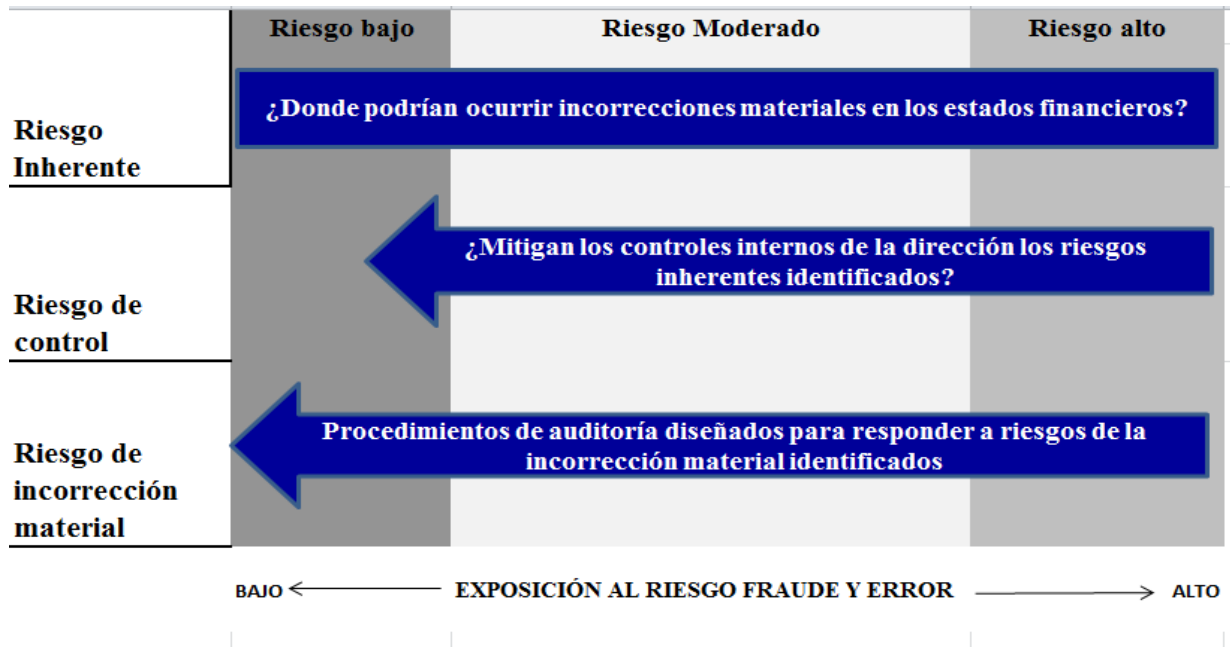 Riesgo bajo
Riesgo Moderado
Riesgo alto
Riesgo
Inherente
¿Donde podrían ocurrir incorrecciones materiales en los estados financieros?
Riesgo de
control
¿Mitigan los controles internos de la dirección los riesgos
inherentes identificados?
Riesgo de
incorrección
material
Procedimientos de auditoría diseñados para responder a riesgos de la
incorrección material identificados
BAJO
EXPOSICIÓN AL RIESGO FRAUDE Y ERROR
ALTO